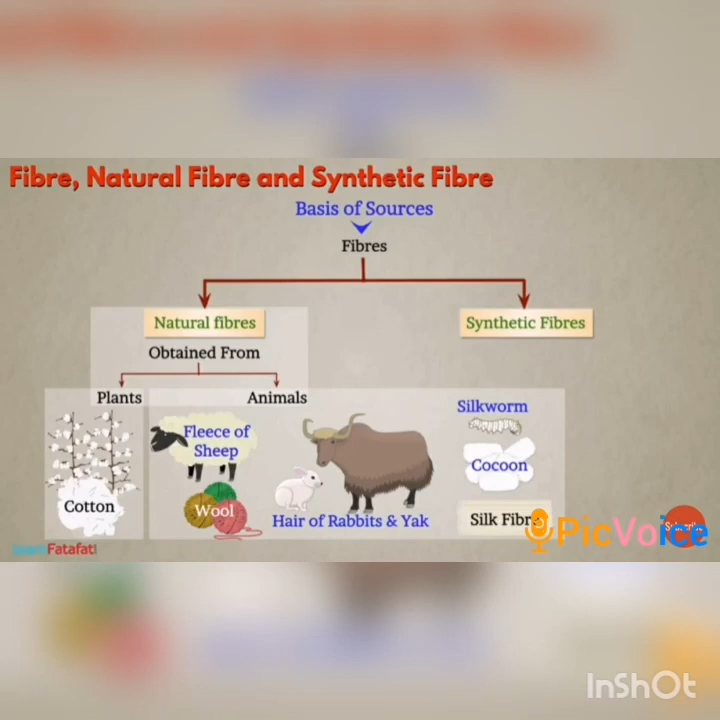 Fibre, Natural Fibre and Synthetic Fibre
Basis of Sources
Fibres
Natural fibres
Synthetic Fibres
Obtained From
Plants
Animals
Silkworm
Fleece of
Sheep
Cocoon
Cotton
Wool
Hair of Rabbits & Yak
Silk Fibre
PicVoice
Subscribe
Fatafat!
InShOt